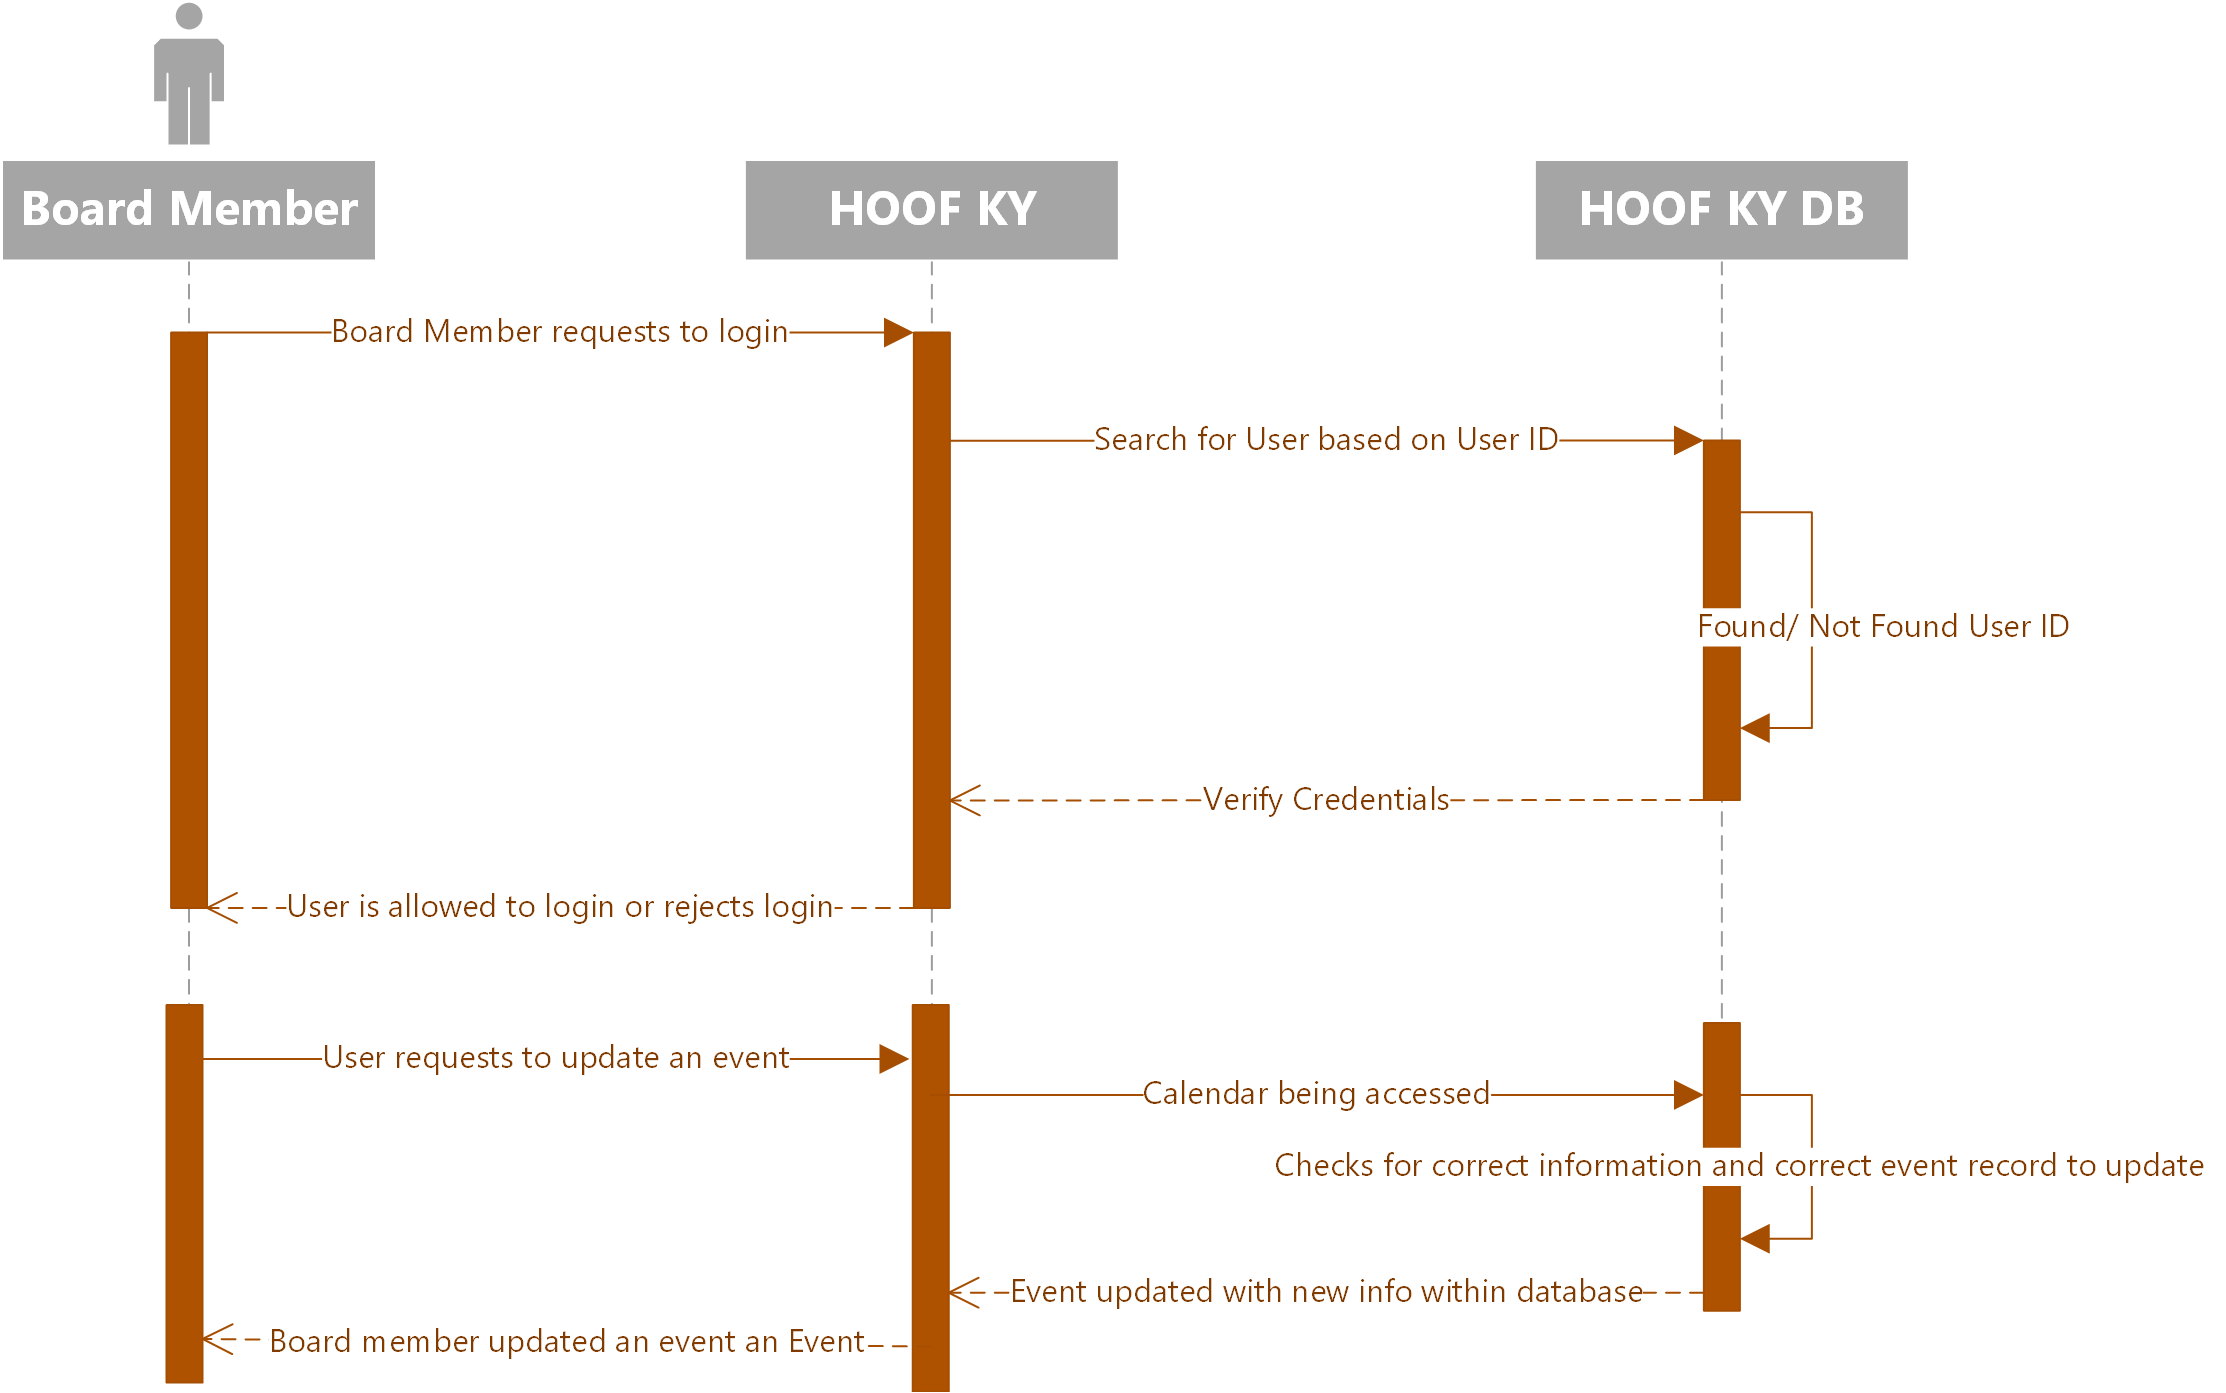 Board Member
HOOF KY
HOOF KY DB
Board Member requests to login
Search for User based on User ID
Found/ Not Found User ID
Verify Credentials
User is allowed to login or rejects login
User requests to update an event
Calendar being accessed
Checks for correct information and correct event record to update
Event updated with new info within database
Board member updated an event an Event